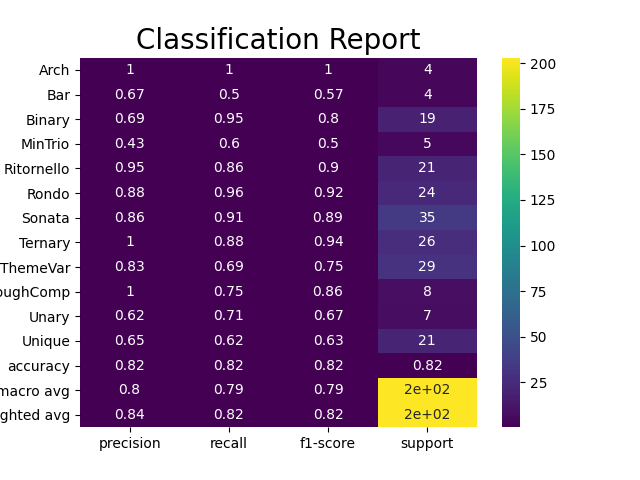 Classification Report
Arch 1 1 1 4
Bar 0.67 0.5 0.57 4
Binary 0.69 0.95 0.8 19
MinTrio 0.43 0.6 0.5 5
Ritornello 0.95 0.86 0.9 21
Rondo 0.88 0.96 0.92 24
Sonata 0.86 0.91 0.89 35
Ternary 1 0.88 0.94 26
ThemeVar 0.83 0.69 0.75 29
oughComp 1 0.75 0.86 8
Unary 0.62 0.71 0.67 7
Unique 0.65 0.62 0.63 21
accuracy 0.82 0.82 0.82 0.82
macro avg 0.8 0.79 0.79 2e+02
ghted avg 0.84 0.82 0.82 2e+02
precision recall f1-score support
200
175
150
125
100
75
50
25